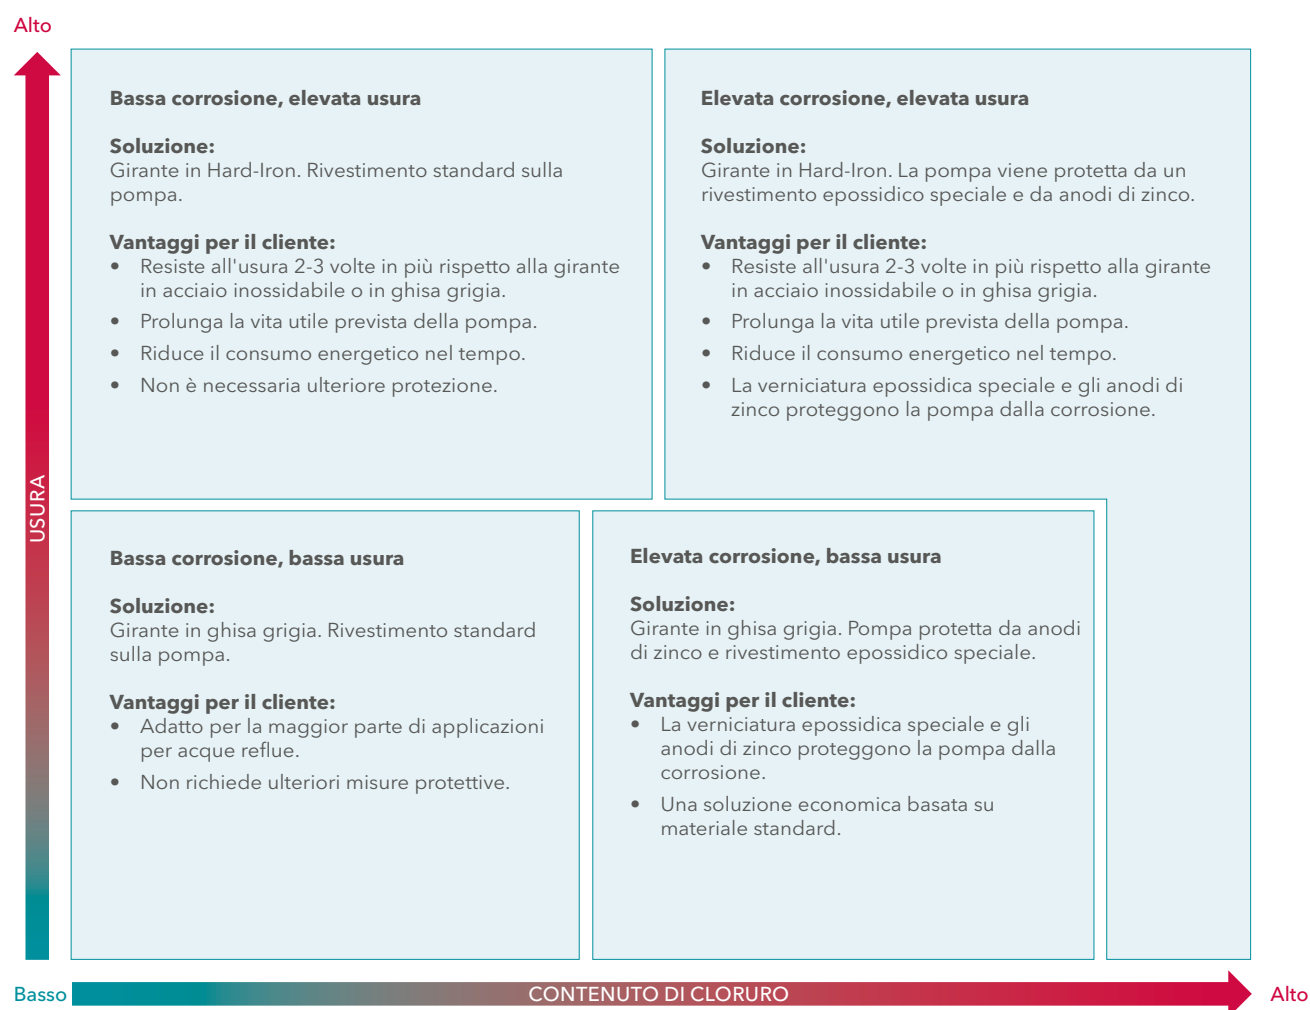 Alto
USURA
Bassa corrosione, elevata usura
Soluzione:
Girante in Hard-Iron. Rivestimento standard sulla
pompa.
Vantaggi per il cliente:
• Resiste all'usura 2-3 volte in più rispetto alla girante
in acciaio inossidabile o in ghisa grigia.
• Prolunga la vita utile prevista della pompa.
• Riduce il consumo energetico nel tempo.
• Non è necessaria ulteriore protezione.
Elevata corrosione, elevata usura
Soluzione:
Girante in Hard-Iron. La pompa viene protetta da un
rivestimento epossidico speciale e da anodi di zinco.
Vantaggi per il cliente:
• Resiste all'usura 2-3 volte in più rispetto alla girante
in acciaio inossidabile o in ghisa grigia.
• Prolunga la vita utile prevista della pompa.
• Riduce il consumo energetico nel tempo.
• La verniciatura epossidica speciale e gli anodi di
zinco proteggono la pompa dalla corrosione.
Bassa corrosione, bassa usura
Soluzione:
Girante in ghisa grigia. Rivestimento standard
sulla pompa.
Vantaggi per il cliente:
• Adatto per la maggior parte di applicazioni
per acque reflue.
• Non richiede ulteriori misure protettive.
Elevata corrosione, bassa usura
Soluzione:
Girante in ghisa grigia. Pompa protetta da anodi
di zinco e rivestimento epossidico speciale.
Vantaggi per il cliente:
• La verniciatura epossidica speciale e gli
anodi di zinco proteggono la pompa dalla
corrosione.
• Una soluzione economica basata su
materiale standard.
Basso
CONTENUTO DI CLORURO
Alto